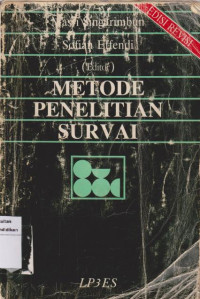 Masri Singarimbun
Sofian Effendi
(Editor)
EDISI REVISI
METODE
PENELITIAN
SURVAI
LP3ES